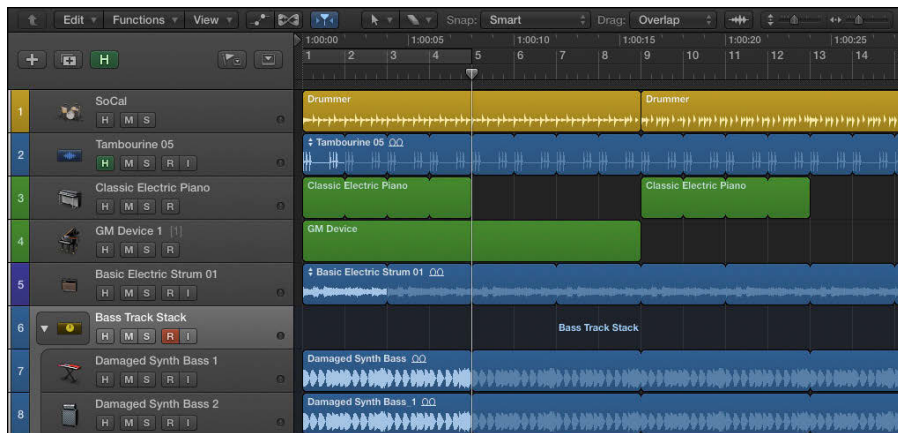 Edit Functions View Snap: Smart Drag: Overlap
H
1:00:00 1:00:05 1:00:10 1:00:15 1:00:20 1:00:25
1 2 3 4 5 6 7 8 9 10 11 12 13 14
1 SoCal
H M S
Drummer Drummer
2 Tambourine 05
H M S R I
Tambourine 05
3 Classic Electric Piano
H M S R
Classic Electric Piano Classic Electric Piano
4 GM Device 1 [1]
H M S R
GM Device
5 Basic Electric Strum 01
H M S R I
Basic Electric Strum 01
6 Bass Track Stack
H M S R I
Bass Track Stack
7 Damaged Synth Bass 1
H M S R I
Damaged Synth Bass
8 Damaged Synth Bass 2
H M S R I
Damaged Synth Bass_1